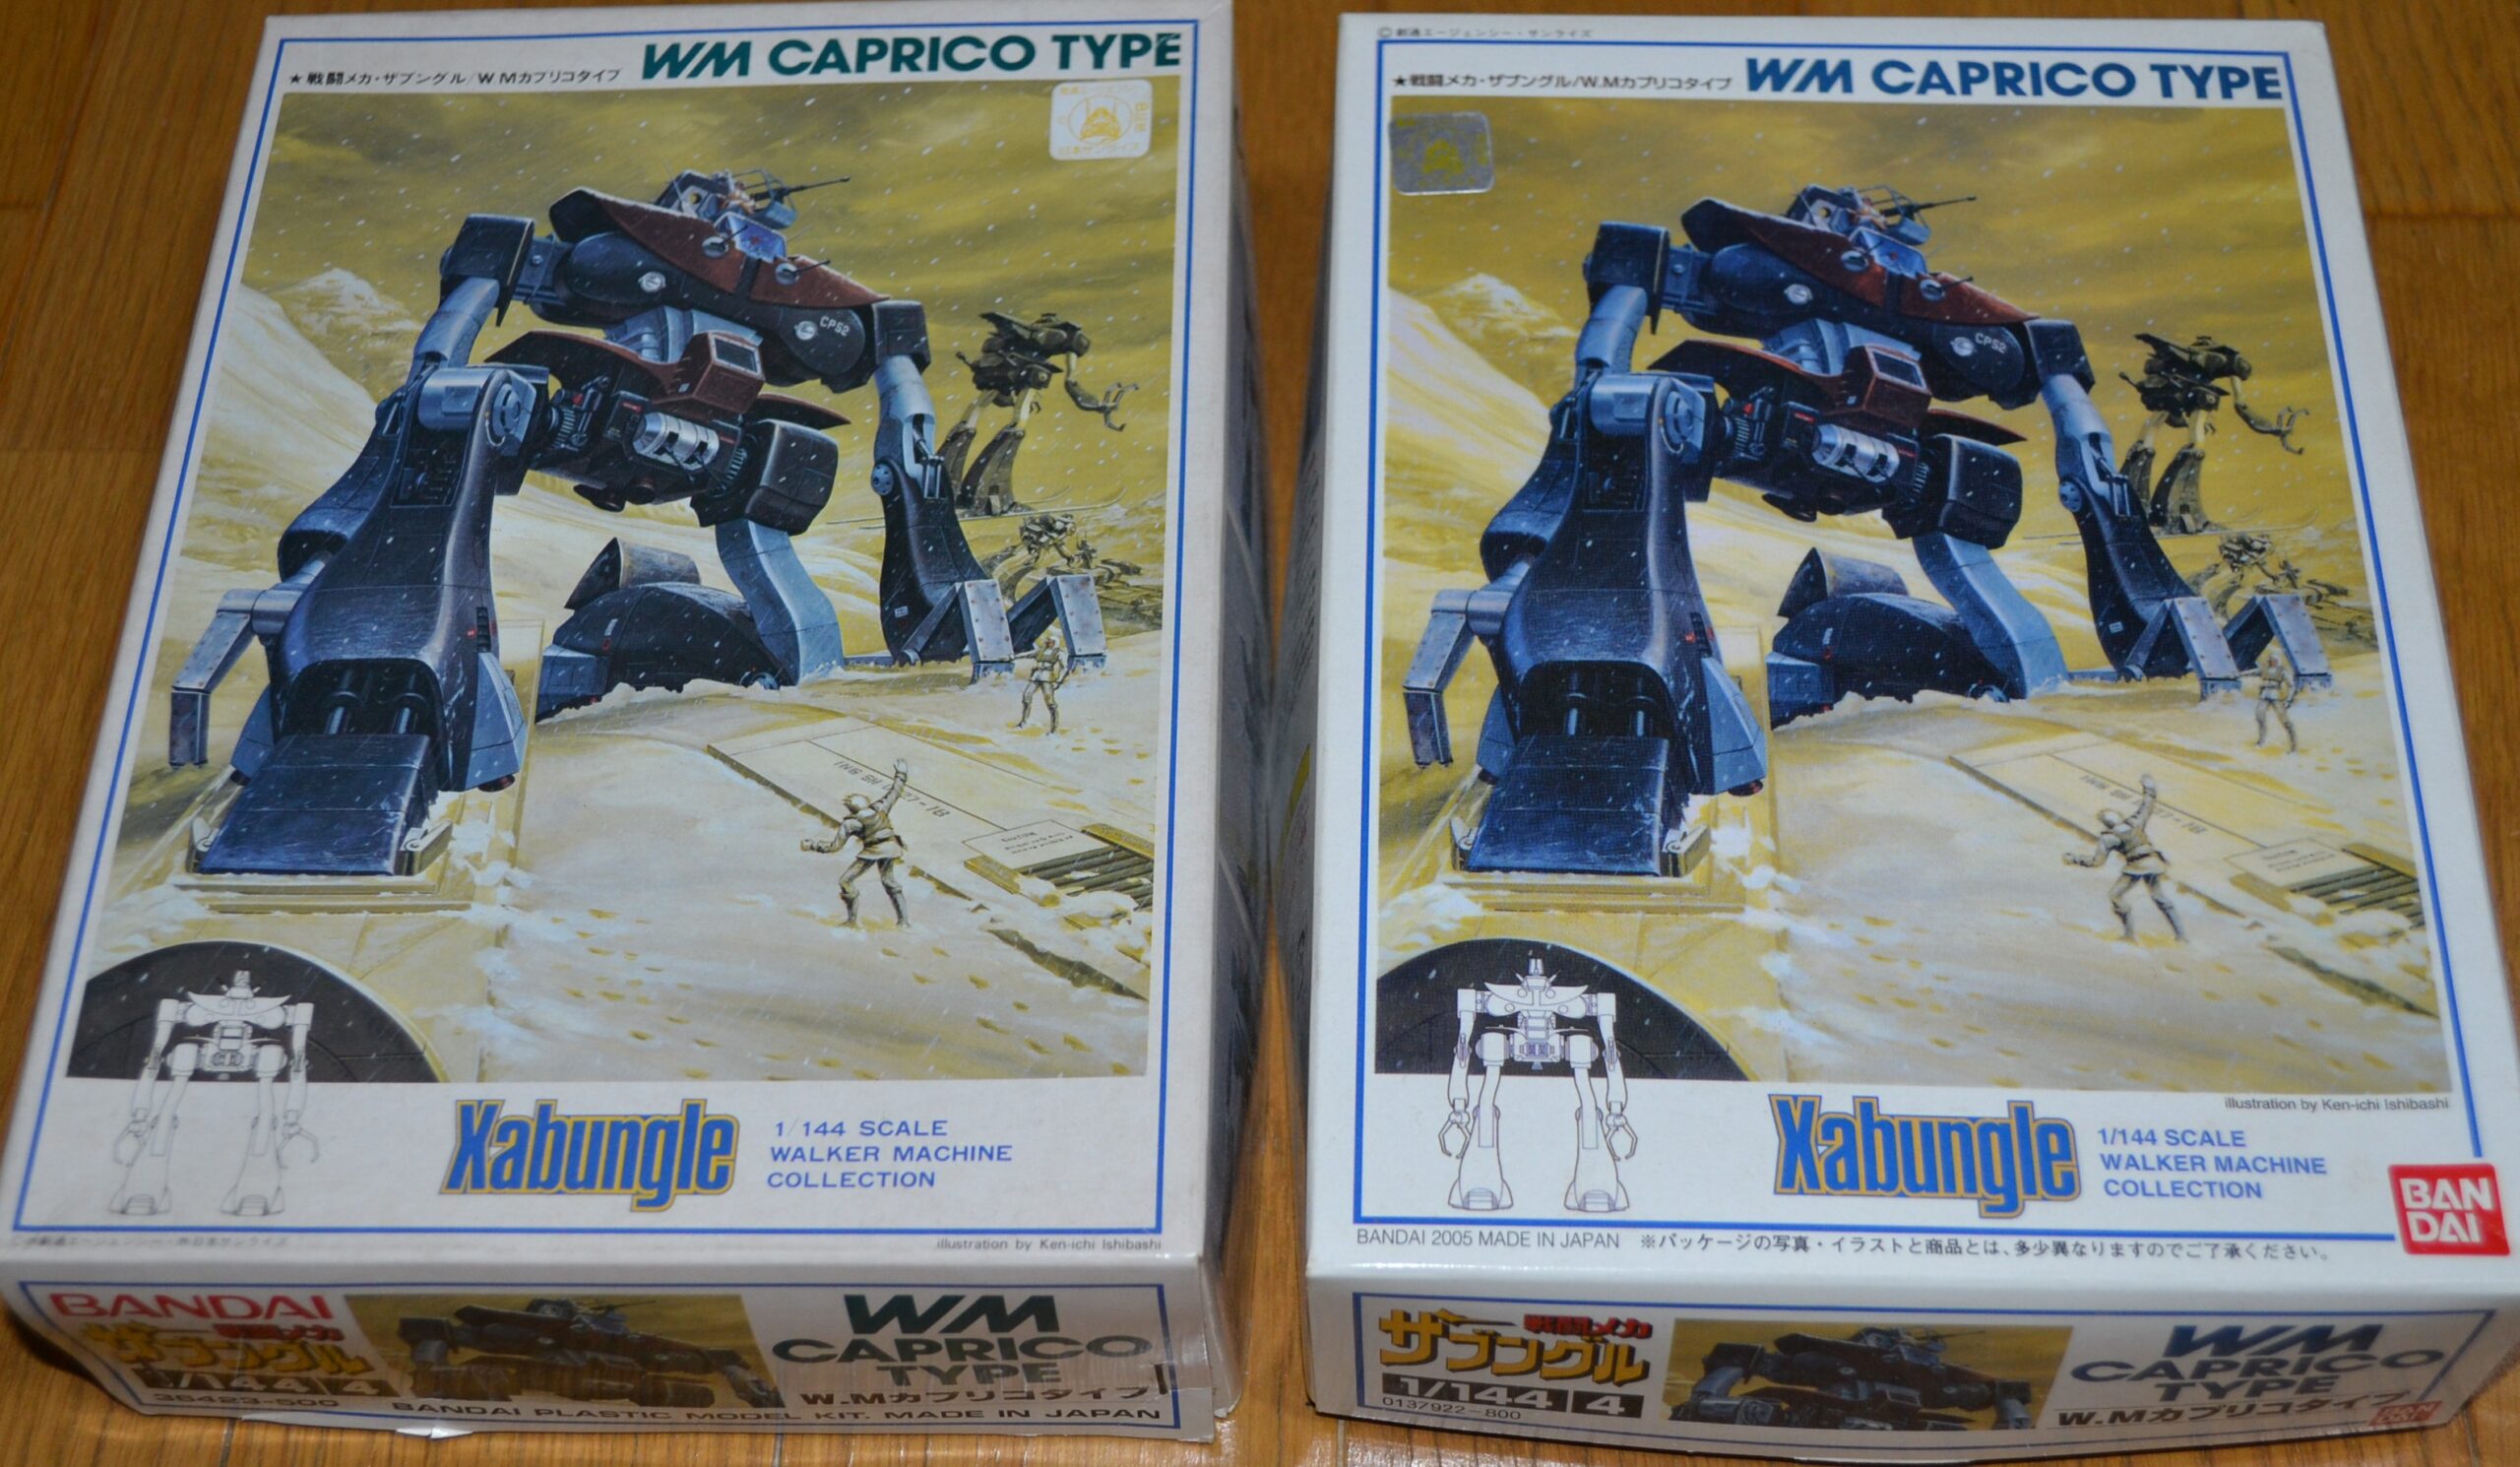 ★戦闘メカ・ザブングル/W.Mカプリコタイプ WM CAPRICO TYPE
CP52
Xabungle
1/144 SCALE
WALKER MACHINE
COLLECTION
illustration by Ken-ichi Ishibashi
BANDAI
戦闘メカ
ザブングル
1/144 4
36423-500
WM
CAPRICO
TYPE
W.Mカプリコタイプ
BANDAI PLASTIC MODEL KIT. MADE IN JAPAN
©創通エージェンシー・サンライズ
★戦闘メカ・ザブングル/W.Mカプリコタイプ WM CAPRICO TYPE
CP52
illustration by Ken-ichi Ishibashi
Xabungle
1/144 SCALE
WALKER MACHINE
COLLECTION
BAN
DAI
BANDAI 2005 MADE IN JAPAN ※パッケージの写真・イラストと商品とは、多少異なりますのでご了承ください。
戦闘メカ
ザブングル
1/144 4
0137922-800
WM
CAPRICO
TYPE
W.Mカプリコタイプ